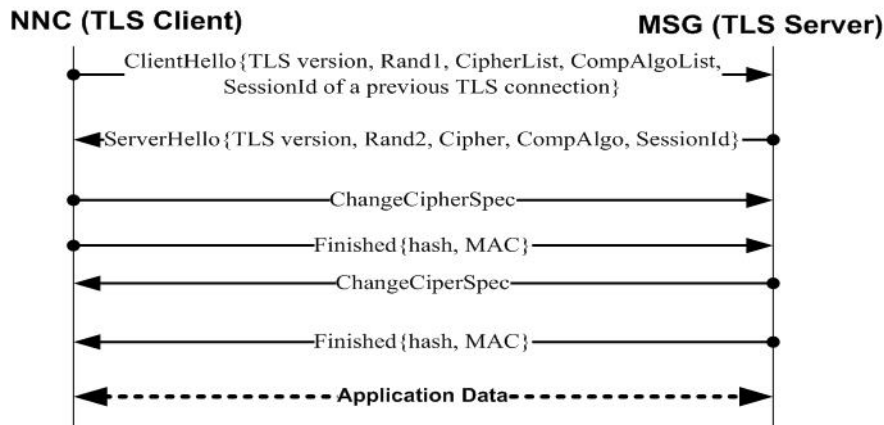 NNC (TLS Client)
MSG (TLS Server)
ClientHello{TLS version, Rand1, CipherList, CompAlgoList,
SessionId of a previous TLS connection}
ServerHello{TLS version, Rand2, Cipher, CompAlgo, SessionId}
ChangeCipherSpec
Finished{hash, MAC}
ChangeCiperSpec
Finished{hash, MAC}
Application Data